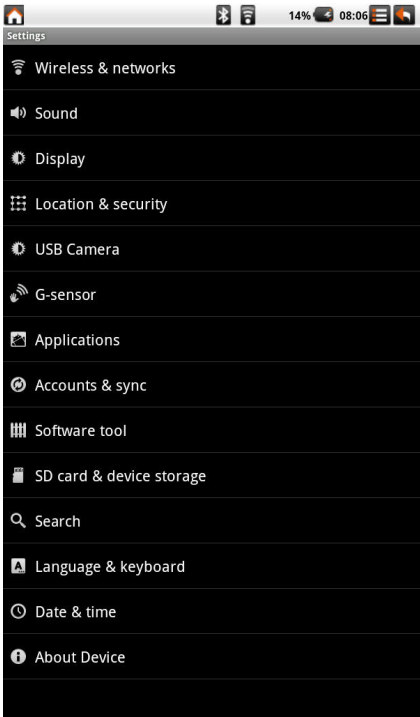 14% 08:06
Settings
Wireless & networks
Sound
Display
Location & security
USB Camera
G-sensor
Applications
Accounts & sync
Software tool
SD card & device storage
Search
Language & keyboard
Date & time
About Device